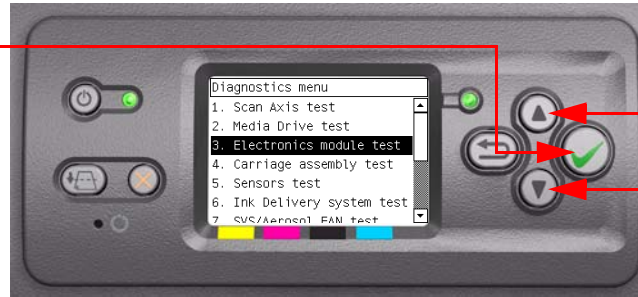 Diagnostics menu
1. Scan Axis test
2. Media Drive test
3. Electronics module test
4. Carriage assembly test
5. Sensors test
6. Ink Delivery system test
7. SVS/Aerosol FAN test